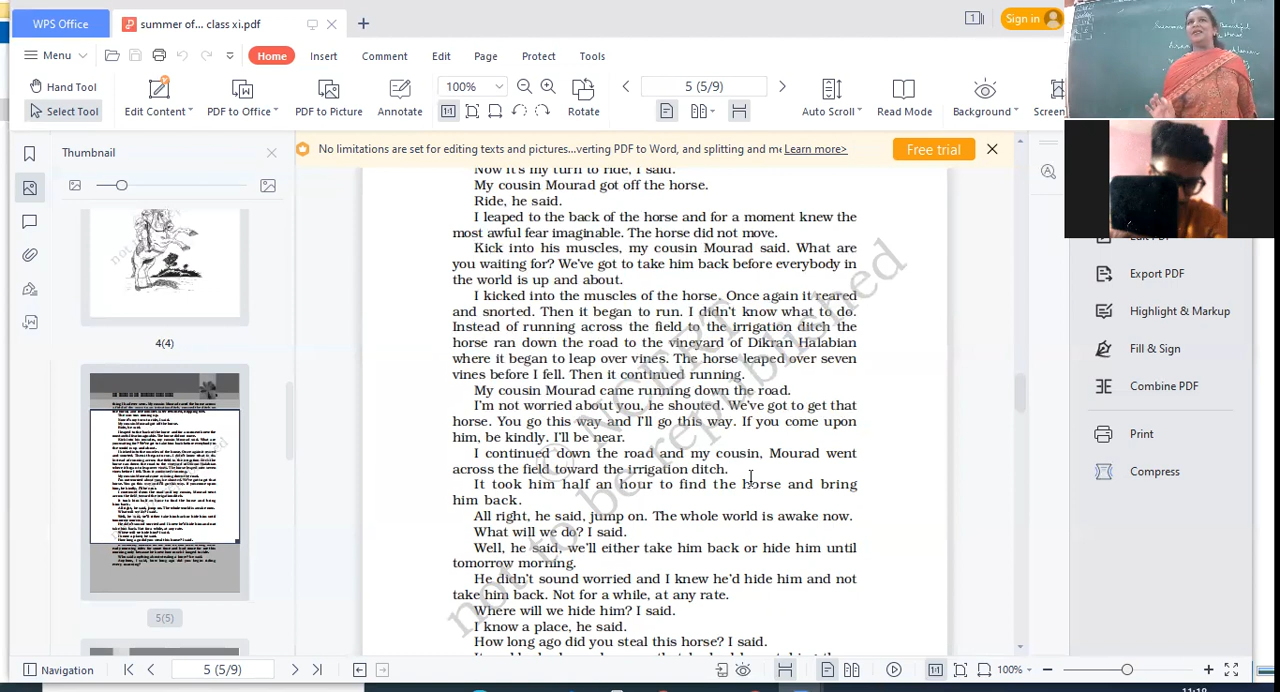 WPS Office
summer of... class xi.pdf
Sign in
Menu
Home
Insert
Comment
Edit
Page
Protect
Tools
Hand Tool
Select Tool
Edit Content
PDF to Office
PDF to Picture
Annotate
100%
Rotate
5 (5/9)
Auto Scroll
Read Mode
Background
Screen
Thumbnail
No limitations are set for editing texts and pictures...verting PDF to Word, and splitting and me Learn more>
Free trial
4(4)
5(5)
Now it's my turn to ride, I said.
My cousin Mourad got off the horse.
Ride, he said.
I leaped to the back of the horse and for a moment knew the
most awful fear imaginable. The horse did not move.
Kick into his muscles, my cousin Mourad said. What are
you waiting for? We've got to take him back before everybody in
the world is up and about.
I kicked into the muscles of the horse. Once again it reared
and snorted. Then it began to run. I didn't know what to do.
Instead of running across the field to the irrigation ditch the
horse ran down the road to the vineyard of Dikran Halabian
where it began to leap over vines. The horse leaped over seven
vines before I fell. Then it continued running.
My cousin Mourad came running down the road.
I'm not worried about you, he shouted. We've got to get that
horse. You go this way and I'll go this way. If you come upon
him, be kindly. I'll be near.
I continued down the road and my cousin, Mourad went
across the field toward the irrigation ditch.
It took him half an hour to find the horse and bring
him back.
All right, he said, jump on. The whole world is awake now.
What will we do? I said.
Well, he said, we'll either take him back or hide him until
tomorrow morning.
He didn't sound worried and I knew he'd hide him and not
take him back. Not for a while, at any rate.
Where will we hide him? I said.
I know a place, he said.
How long ago did you steal this horse? I said.
© NCERT
not to be republished
Edit PDF
Export PDF
Highlight & Markup
Fill & Sign
Combine PDF
Print
Compress
Navigation
5 (5/9)
100%
11:18